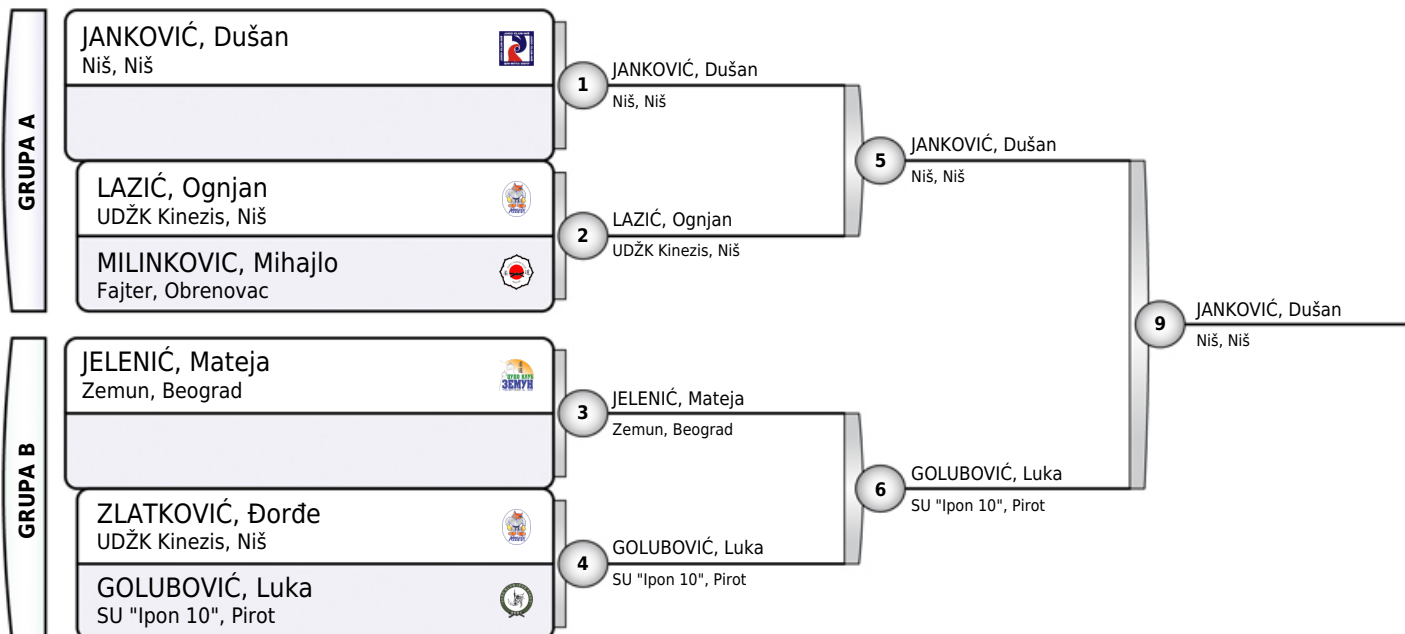 GRUPA A
JANKOVIĆ, Dušan
Niš, Niš
LAZIĆ, Ognjan
UDŽK Kinezis, Niš
MILINKOVIC, Mihajlo
Fajter, Obrenovac
GRUPA B
JELENIĆ, Mateja
Zemun, Beograd
ЗЕМУН
ZLATKOVIĆ, Đorđe
UDŽK Kinezis, Niš
GOLUBOVIĆ, Luka
SU "Ipon 10", Pirot
1
JANKOVIĆ, Dušan
Niš, Niš
2
LAZIĆ, Ognjan
UDŽK Kinezis, Niš
3
JELENIĆ, Mateja
Zemun, Beograd
4
GOLUBOVIĆ, Luka
SU "Ipon 10", Pirot
5
JANKOVIĆ, Dušan
Niš, Niš
6
GOLUBOVIĆ, Luka
SU "Ipon 10", Pirot
9
JANKOVIĆ, Dušan
Niš, Niš